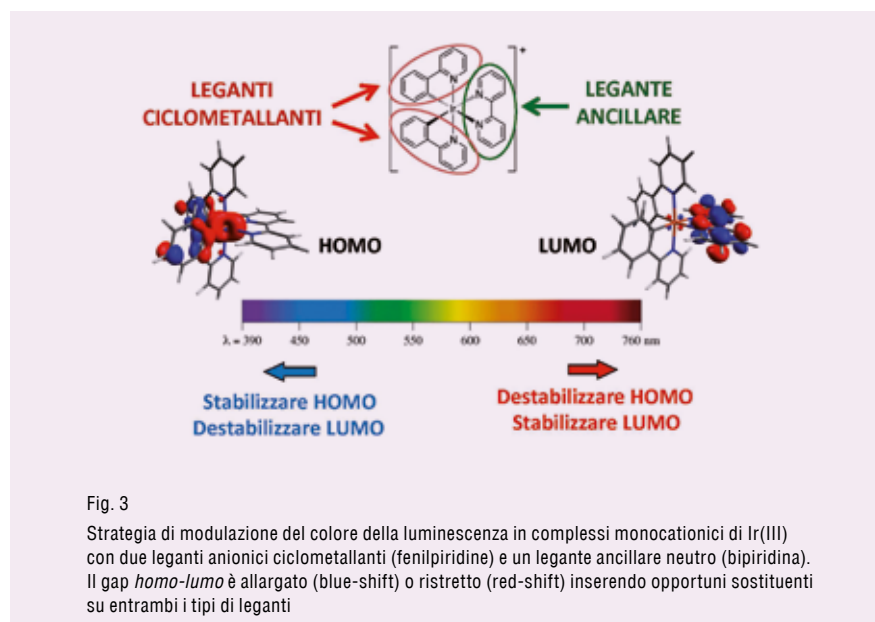 LEGANTI
CICLOMETALLANTI
+
LEGANTE
ANCILLARE
N
N
N
N
HOMO
LUMO
λ = 390 450 500 550 600 650 700 760 nm
Stabilizzare HOMO
Destabilizzare LUMO
Destabilizzare HOMO
Stabilizzare LUMO
Fig. 3
Strategia di modulazione del colore della luminescenza in complessi monocationici di Ir(III)
con due leganti anionici ciclometallanti (fenilpiridine) e un legante ancillare neutro (bipiridina).
Il gap homo-lumo è allargato (blue-shift) o ristretto (red-shift) inserendo opportuni sostituenti
su entrambi i tipi di leganti